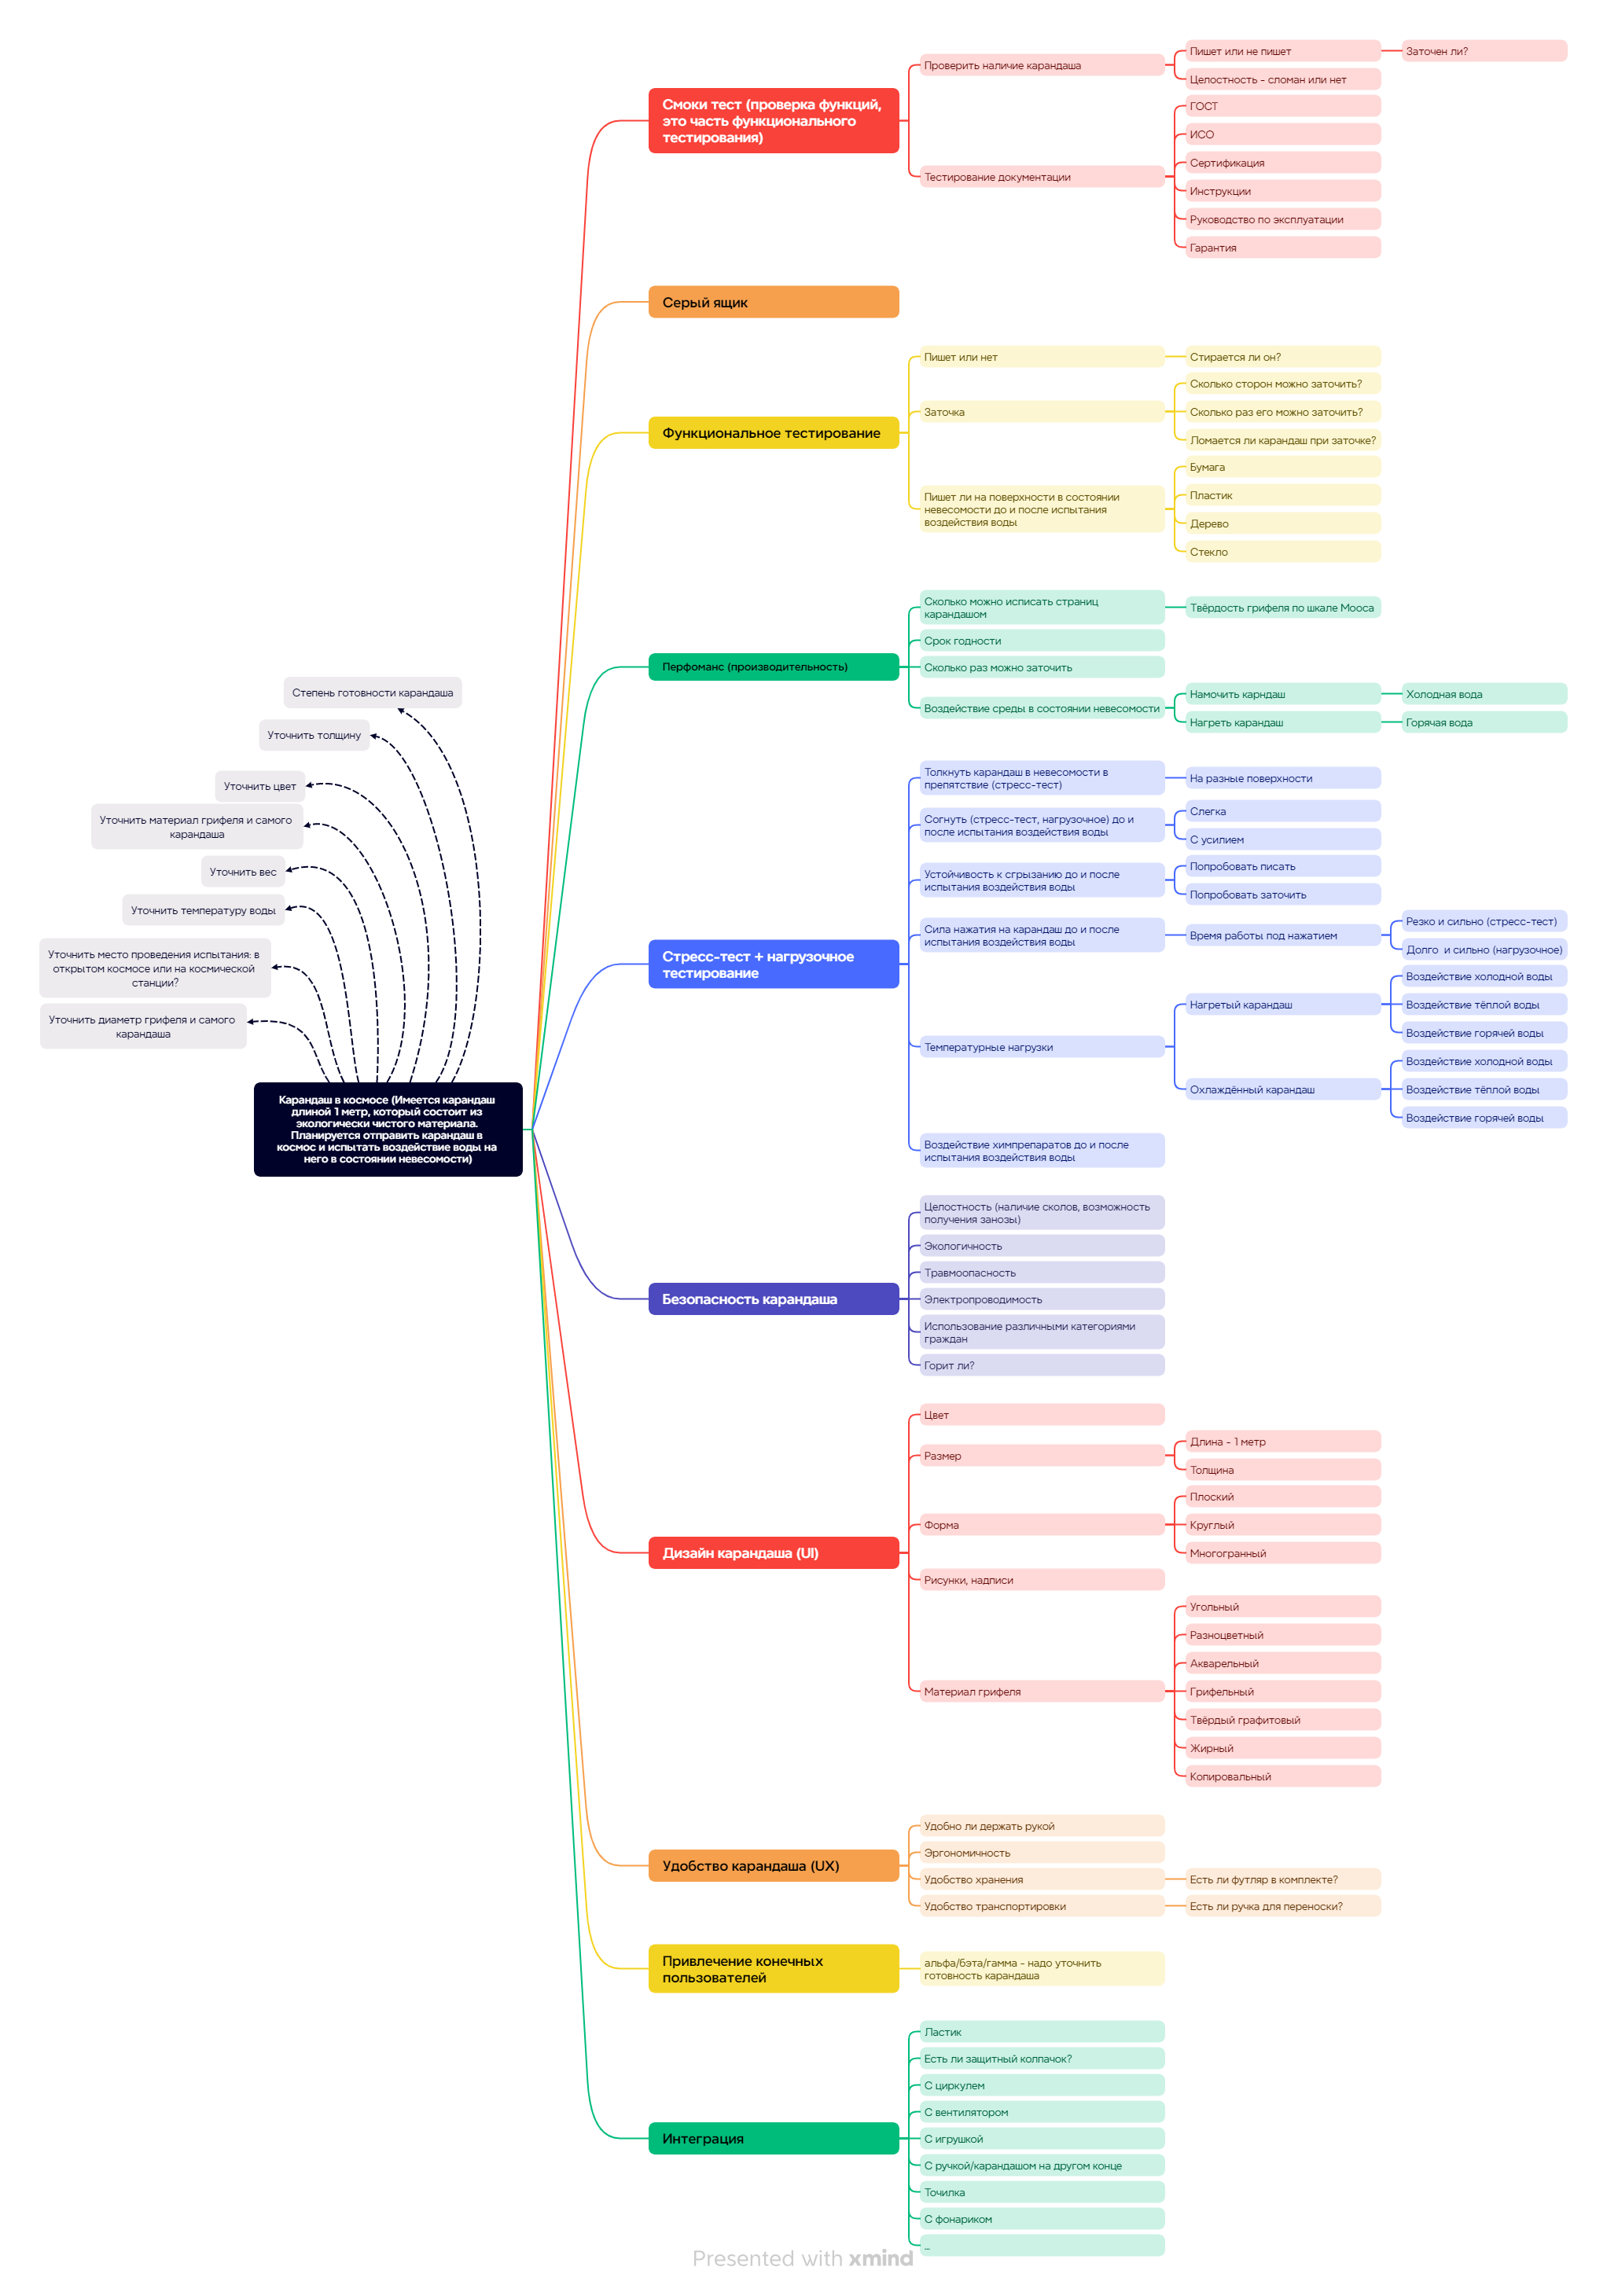 Смоки тест (проверка функций,
это часть функционального
тестирования)
Проверить наличие карандаша
Пишет или не пишет
Заточен ли?
Целостность - сломан или нет
Тестирование документации
ГОСТ
ИСО
Сертификация
Инструкции
Руководство по эксплуатации
Гарантия
Серый ящик
Функциональное тестирование
Пишет или нет
Стирается ли он?
Заточка
Сколько сторон можно заточить?
Сколько раз его можно заточить?
Ломается ли карандаш при заточке?
Пишет ли на поверхности в состоянии
невесомости до и после испытания
воздействия воды
Бумага
Пластик
Дерево
Стекло
Перфоманс (производительность)
Сколько можно исписать страниц
карандашом
Твёрдость грифеля по шкале Мооса
Срок годности
Сколько раз можно заточить
Воздействие среды в состоянии невесомости
Намочить карндаш
Холодная вода
Нагреть карандаш
Горячая вода
Степень готовности карандаша
Уточнить толщину
Уточнить цвет
Уточнить материал грифеля и самого
карандаша
Уточнить вес
Уточнить температуру воды
Уточнить место проведения испытания: в
открытом космосе или на космической
станции?
Уточнить диаметр грифеля и самого
карандаша
Карандаш в космосе (Имеется карандаш
длиной 1 метр, который состоит из
экологически чистого материала.
Планируется отправить карандаш в
космос и испытать воздействие воды на
него в состоянии невесомости)
Стресс-тест + нагрузочное
тестирование
Толкнуть карандаш в невесомости в
препятствие (стресс-тест)
На разные поверхности
Согнуть (стресс-тест, нагрузочное) до и
после испытания воздействия воды
Слегка
С усилием
Устойчивость к сгрызанию до и после
испытания воздействия воды
Попробовать писать
Попробовать заточить
Сила нажатия на карандаш до и после
испытания воздействия воды
Время работы под нажатием
Резко и сильно (стресс-тест)
Долго и сильно (нагрузочное)
Температурные нагрузки
Нагретый карандаш
Воздействие холодной воды
Воздействие тёплой воды
Воздействие горячей воды
Охлаждённый карандаш
Воздействие холодной воды
Воздействие тёплой воды
Воздействие горячей воды
Воздействие химпрепаратов до и после
испытания воздействия воды
Безопасность карандаша
Целостность (наличие сколов, возможность
получения занозы)
Экологичность
Травмоопасность
Электропроводимость
Использование различными категориями
граждан
Горит ли?
Дизайн карандаша (UI)
Цвет
Размер
Длина - 1 метр
Толщина
Форма
Плоский
Круглый
Многогранный
Рисунки, надписи
Материал грифеля
Угольный
Разноцветный
Акварельный
Грифельный
Твёрдый графитовый
Жирный
Копировальный
Удобство карандаша (UX)
Удобно ли держать рукой
Эргономичность
Удобство хранения
Есть ли футляр в комплекте?
Удобство транспортировки
Есть ли ручка для переноски?
Привлечение конечных
пользователей
альфа/бэта/гамма - надо уточнить
готовность карандаша
Интеграция
Ластик
Есть ли защитный колпачок?
С циркулем
С вентилятором
С игрушкой
С ручкой/карандашом на другом конце
Точилка
С фонариком
...
Presented with xmind